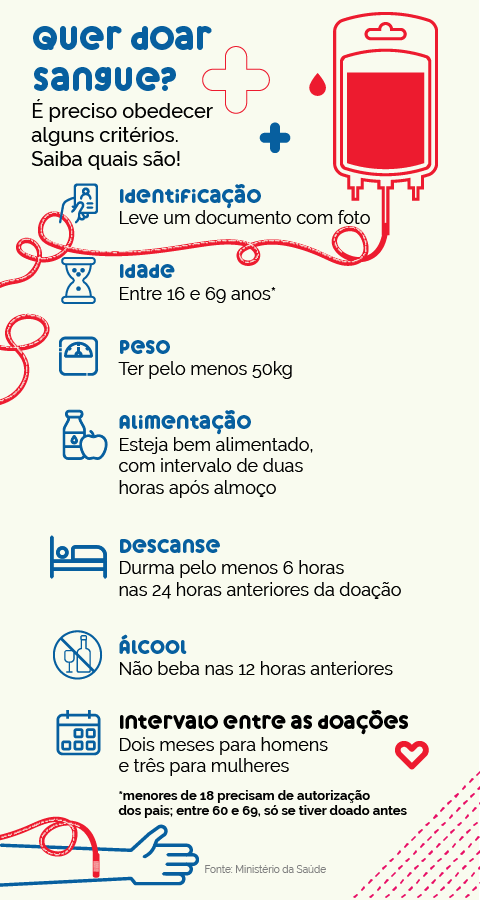 Quer doar
sangue?
É preciso obedecer
alguns critérios.
Saiba quais são!
Identificação
Leve um documento com foto
Idade
Entre 16 e 69 anos*
Peso
Ter pelo menos 50kg
Alimentação
Esteja bem alimentado,
com intervalo de duas
horas após almoço
Descanse
Durma pelo menos 6 horas
nas 24 horas anteriores da doação
Álcool
Não beba nas 12 horas anteriores
Intervalo entre as doações
Dois meses para homens
e três para mulheres
*menores de 18 precisam de autorização
dos pais; entre 60 e 69, só se tiver doado antes
Fonte: Ministério da Saúde